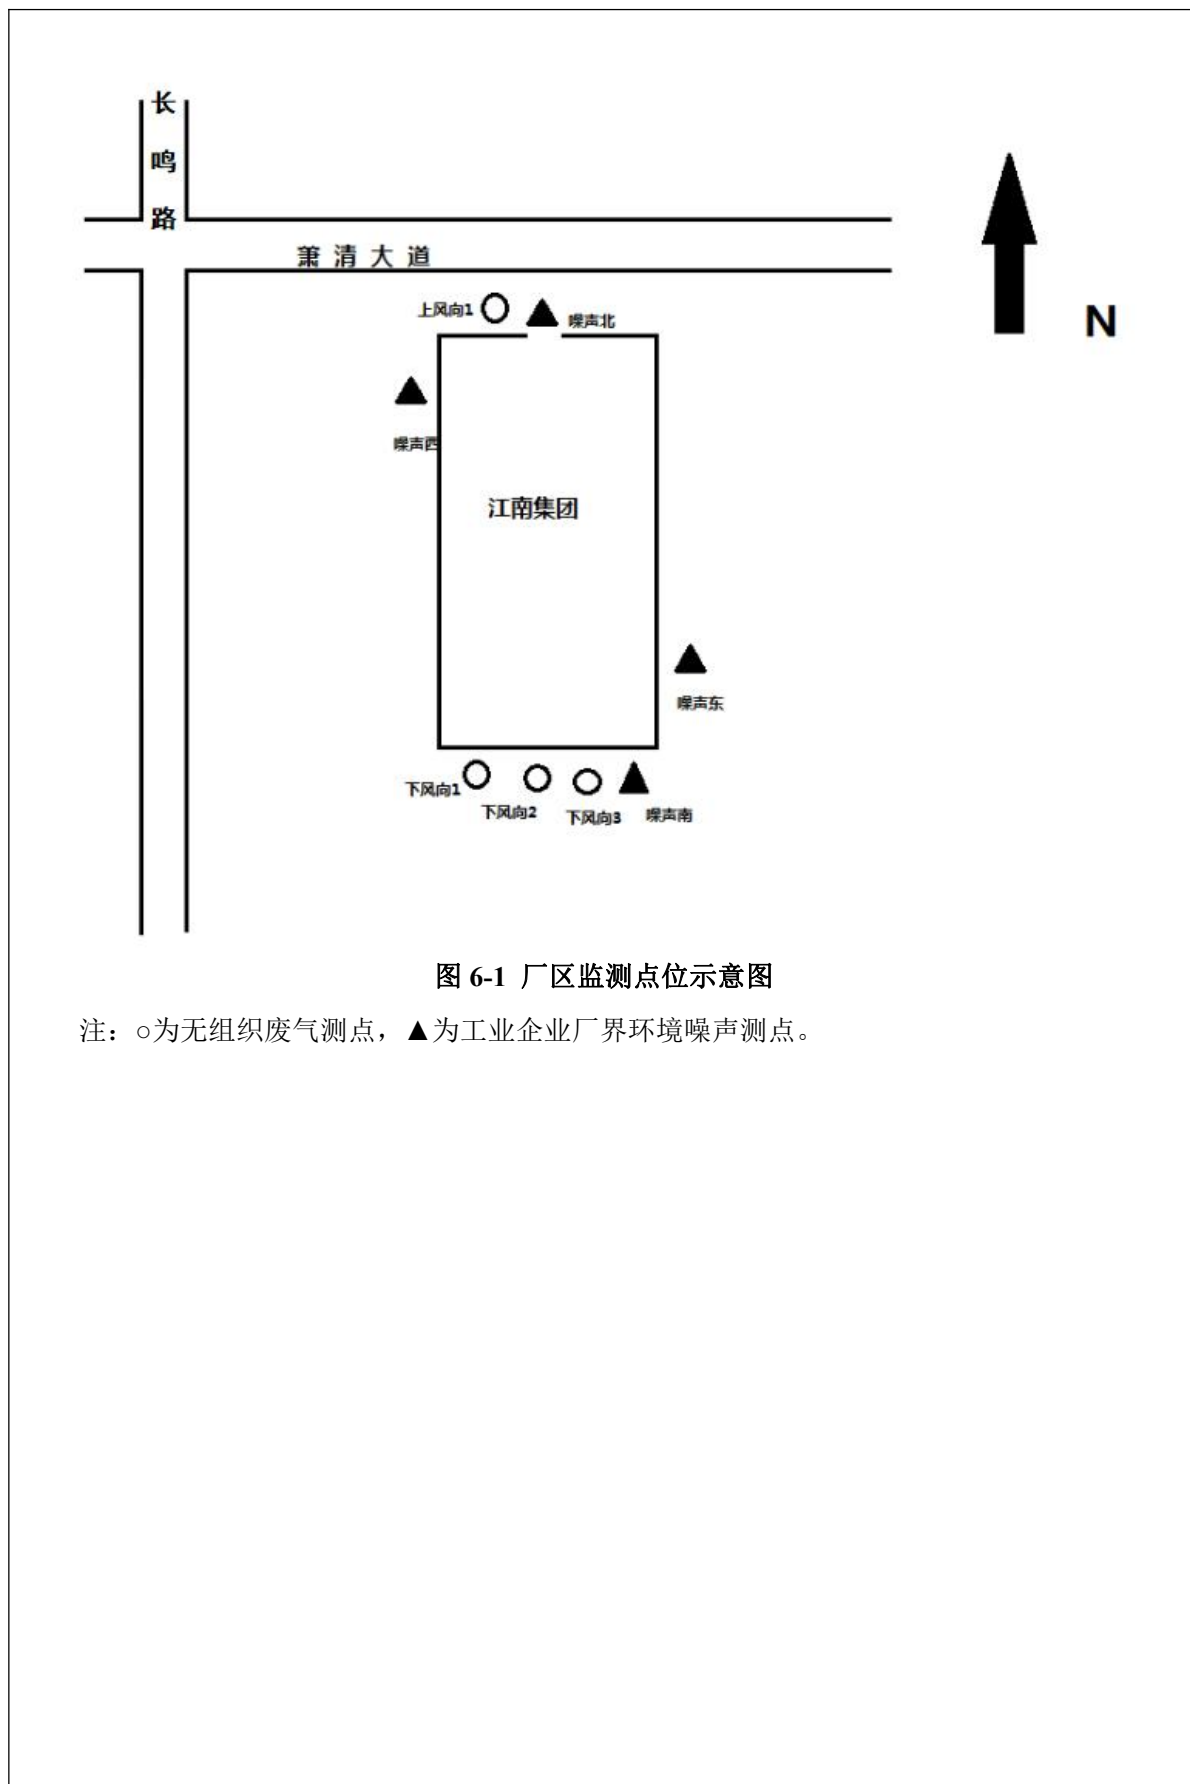 长鸣路
萧清大道
N
上风向1
噪声北
噪声西
江南集团
噪声东
下风向1
下风向2
下风向3
噪声南
图 6-1 厂区监测点位示意图
注：○为无组织废气测点，▲为工业企业厂界环境噪声测点。